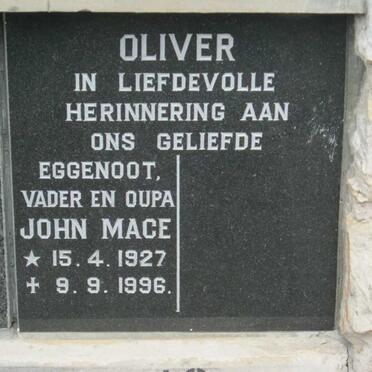 OLIVER
IN LIEFDEVOLLE
HERINNERING AAN
ONS GELIEFDE
EGGENOOT,
VADER EN OUPA
JOHN MACE
★ 15. 4. 1927
✝ 9. 9. 1996.